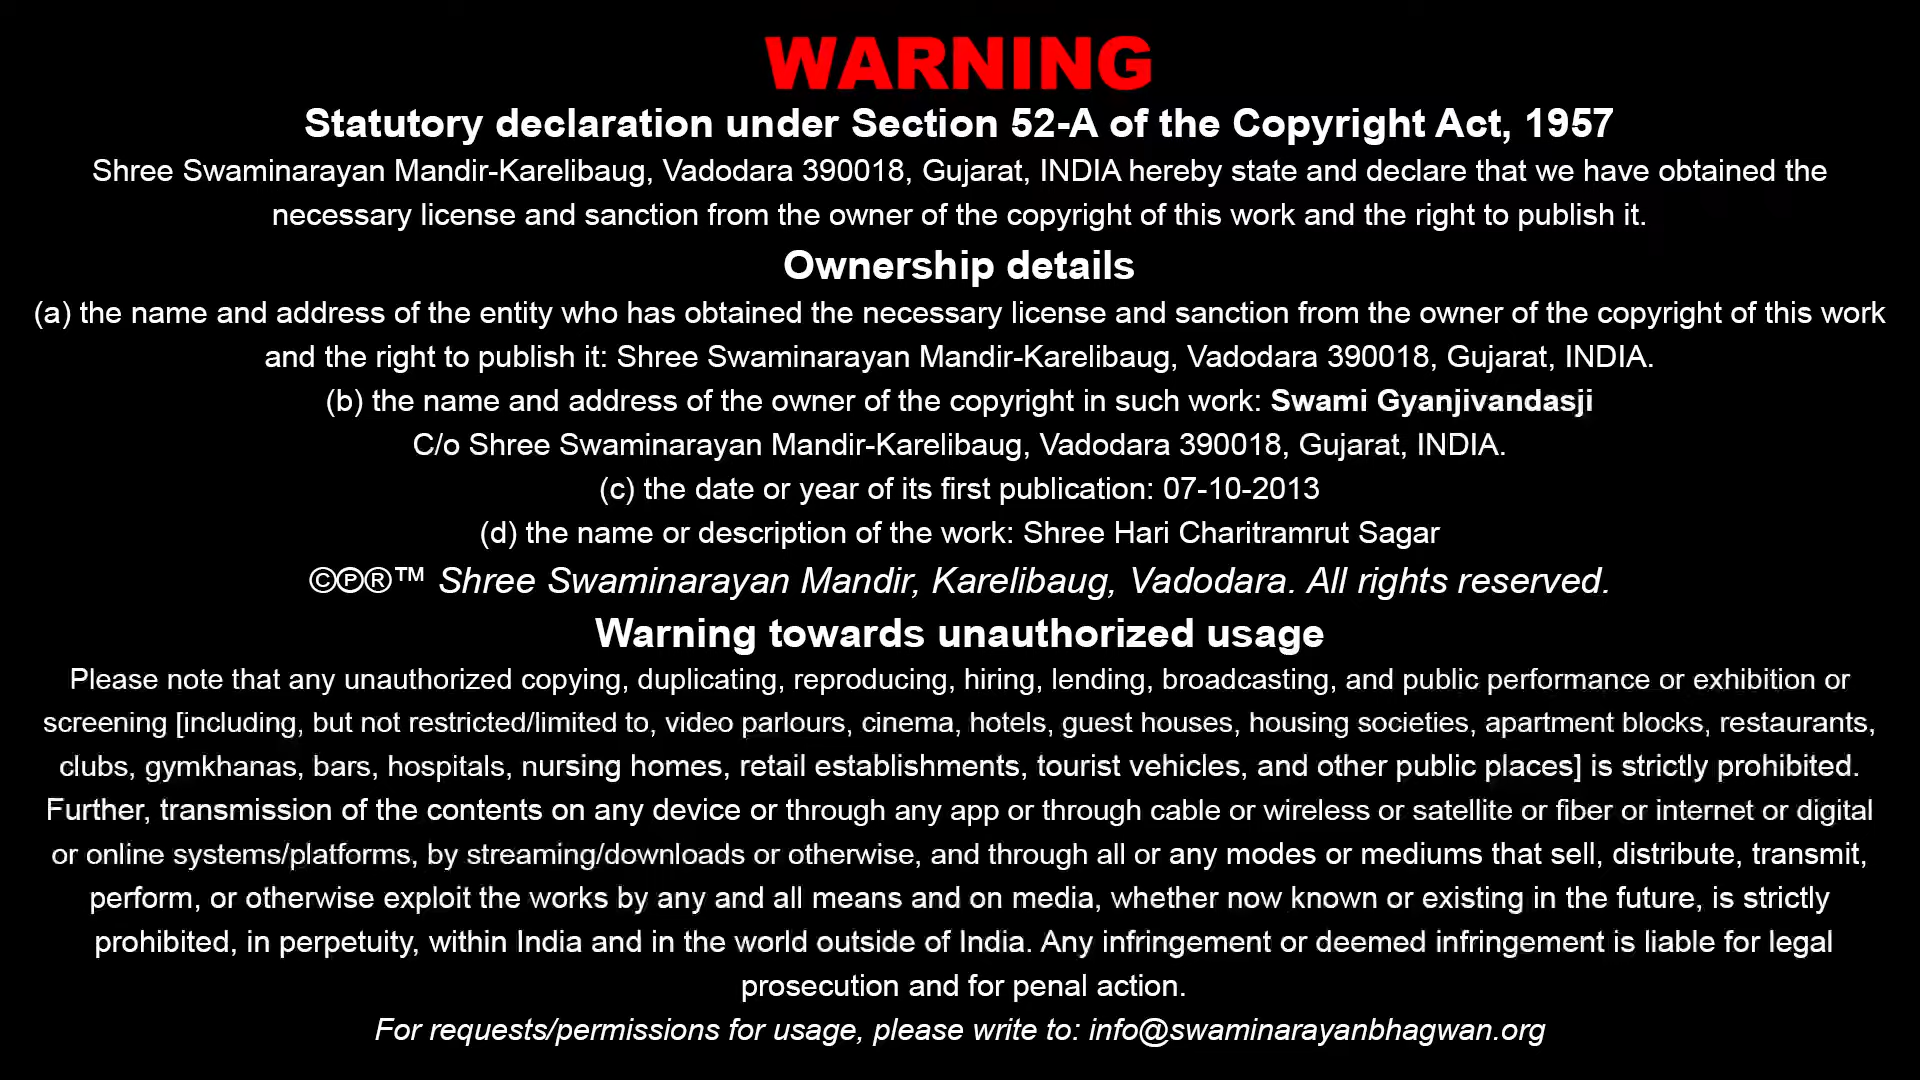 WARNING
Statutory declaration under Section 52-A of the Copyright Act, 1957
Shree Swaminarayan Mandir-Karelibaug, Vadodara 390018, Gujarat, INDIA hereby state and declare that we have obtained the
necessary license and sanction from the owner of the copyright of this work and the right to publish it.
Ownership details
(a) the name and address of the entity who has obtained the necessary license and sanction from the owner of the copyright of this work
and the right to publish it: Shree Swaminarayan Mandir-Karelibaug, Vadodara 390018, Gujarat, INDIA.
(b) the name and address of the owner of the copyright in such work: Swami Gyanjivandasji
C/o Shree Swaminarayan Mandir-Karelibaug, Vadodara 390018, Gujarat, INDIA.
(c) the date or year of its first publication: 07-10-2013
(d) the name or description of the work: Shree Hari Charitramrut Sagar
©℗®™ Shree Swaminarayan Mandir, Karelibaug, Vadodara. All rights reserved.
Warning towards unauthorized usage
Please note that any unauthorized copying, duplicating, reproducing, hiring, lending, broadcasting, and public performance or exhibition or
screening [including, but not restricted/limited to, video parlours, cinema, hotels, guest houses, housing societies, apartment blocks, restaurants,
clubs, gymkhanas, bars, hospitals, nursing homes, retail establishments, tourist vehicles, and other public places] is strictly prohibited.
Further, transmission of the contents on any device or through any app or through cable or wireless or satellite or fiber or internet or digital
or online systems/platforms, by streaming/downloads or otherwise, and through all or any modes or mediums that sell, distribute, transmit,
perform, or otherwise exploit the works by any and all means and on media, whether now known or existing in the future, is strictly
prohibited, in perpetuity, within India and in the world outside of India. Any infringement or deemed infringement is liable for legal
prosecution and for penal action.
For requests/permissions for usage, please write to: info@swaminarayanbhagwan.org